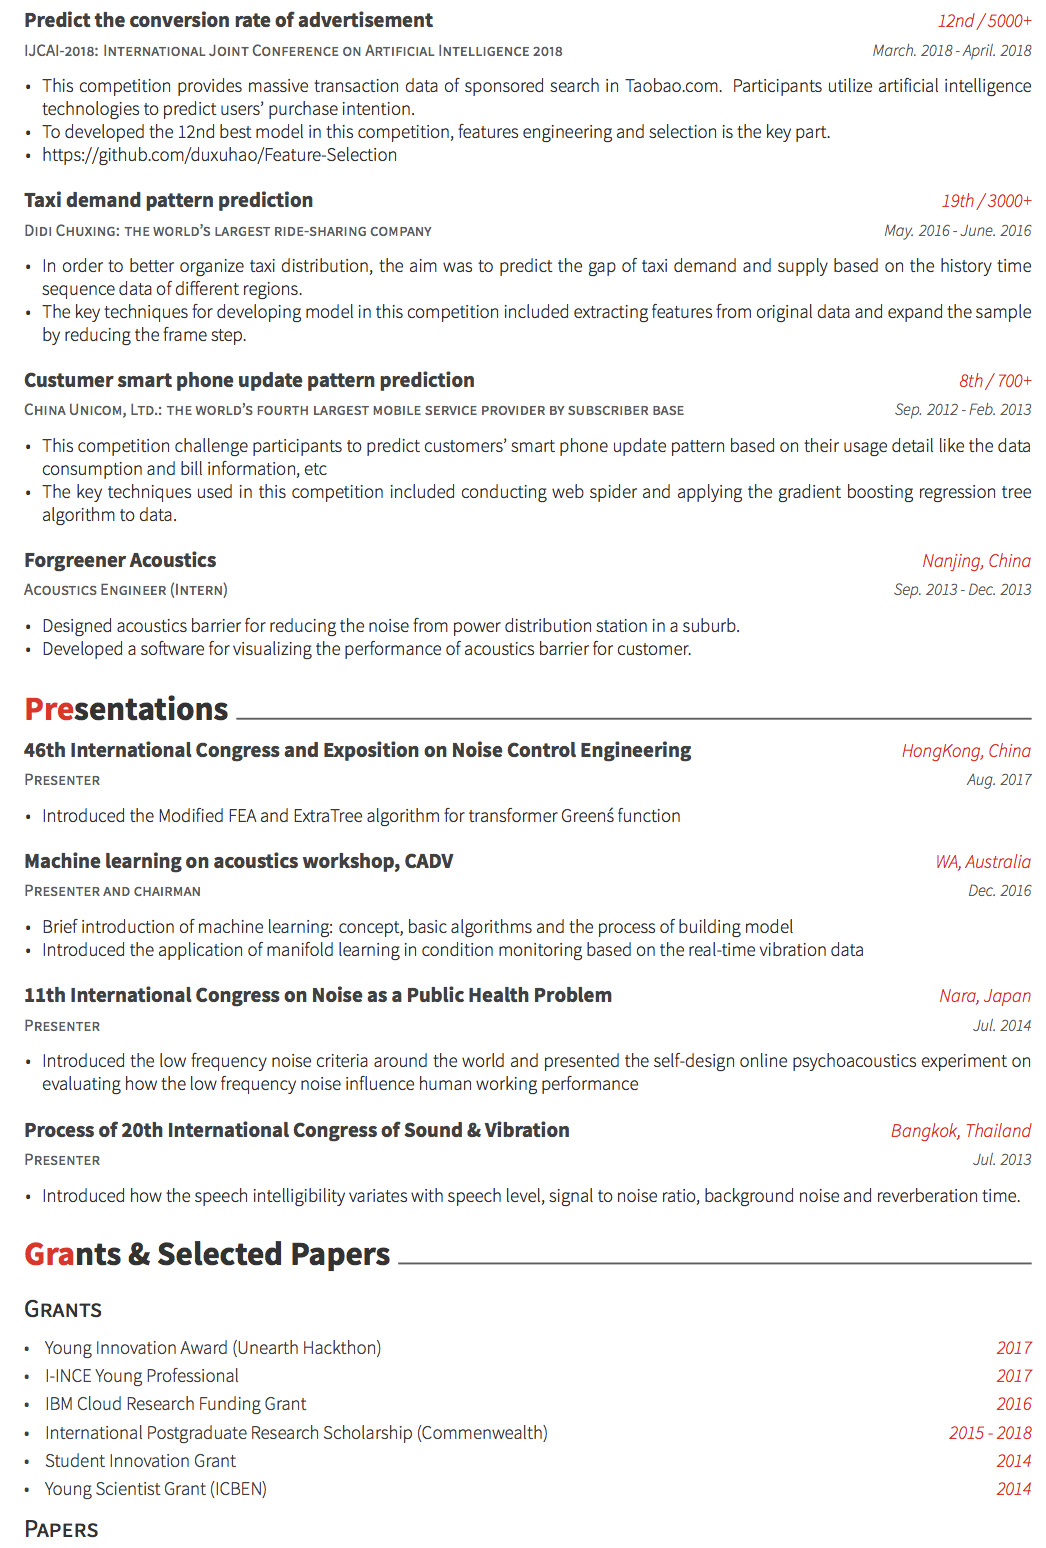 Predict the conversion rate of advertisement 12nd / 5000+
IJCAI-2018: International Joint Conference on Artificial Intelligence 2018 March. 2018 - April. 2018
• This competition provides massive transaction data of sponsored search in Taobao.com. Participants utilize artificial intelligence
technologies to predict users’ purchase intention.
• To developed the 12nd best model in this competition, features engineering and selection is the key part.
• https://github.com/duxuhao/Feature-Selection
Taxi demand pattern prediction 19th / 3000+
Didi Chuxing: the world’s largest ride-sharing company May. 2016 - June. 2016
• In order to better organize taxi distribution, the aim was to predict the gap of taxi demand and supply based on the history time
sequence data of different regions.
• The key techniques for developing model in this competition included extracting features from original data and expand the sample
by reducing the frame step.
Custumer smart phone update pattern prediction 8th / 700+
China Unicom, Ltd.: the world’s fourth largest mobile service provider by subscriber base Sep. 2012 - Feb. 2013
• This competition challenge participants to predict customers’ smart phone update pattern based on their usage detail like the data
consumption and bill information, etc
• The key techniques used in this competition included conducting web spider and applying the gradient boosting regression tree
algorithm to data.
Forgreener Acoustics Nanjing, China
Acoustics Engineer (Intern) Sep. 2013 - Dec. 2013
• Designed acoustics barrier for reducing the noise from power distribution station in a suburb.
• Developed a software for visualizing the performance of acoustics barrier for customer.
Presentations
46th International Congress and Exposition on Noise Control Engineering HongKong, China
Presenter Aug. 2017
• Introduced the Modified FEA and ExtraTree algorithm for transformer Greenś function
Machine learning on acoustics workshop, CADV WA, Australia
Presenter and chairman Dec. 2016
• Brief introduction of machine learning: concept, basic algorithms and the process of building model
• Introduced the application of manifold learning in condition monitoring based on the real-time vibration data
11th International Congress on Noise as a Public Health Problem Nara, Japan
Presenter Jul. 2014
• Introduced the low frequency noise criteria around the world and presented the self-design online psychoacoustics experiment on
evaluating how the low frequency noise influence human working performance
Process of 20th International Congress of Sound & Vibration Bangkok, Thailand
Presenter Jul. 2013
• Introduced how the speech intelligibility variates with speech level, signal to noise ratio, background noise and reverberation time.
Grants & Selected Papers
Grants
• Young Innovation Award (Unearth Hackthon) 2017
• I-INCE Young Professional 2017
• IBM Cloud Research Funding Grant 2016
• International Postgraduate Research Scholarship (Commenwealth) 2015 - 2018
• Student Innovation Grant 2014
• Young Scientist Grant (ICBEN) 2014
Papers